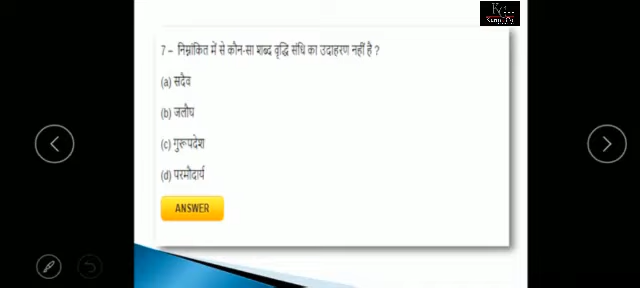 7 – निम्नांकित में से कौन-सा शब्द वृद्धि संधि का उदाहरण नहीं है ?
(a) सदैव
(b) जलौघ
(c) गुरूपदेश
(d) परमौदार्य
ANSWER